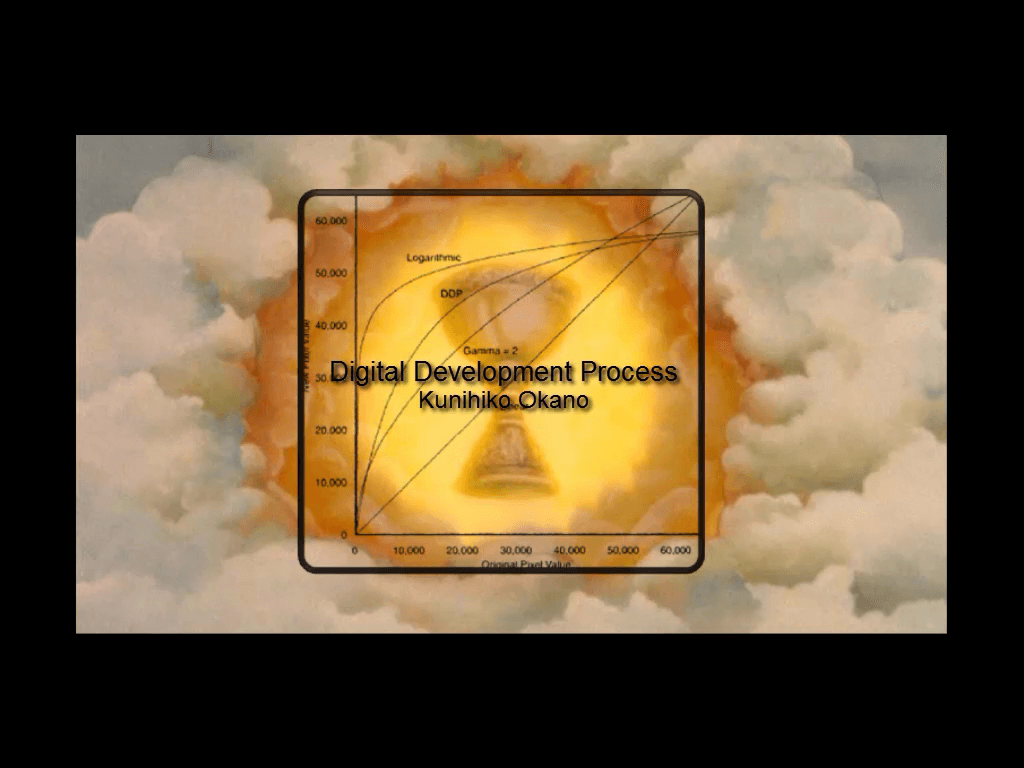 60,000
Logarithmic
50,000
DDP
40,000
Gamma = 2
Digital Development Process
Kunihiko Okano
20,000
10,000
0
0 10,000 20,000 30,000 40,000 50,000 60,000
Original Pixel Value